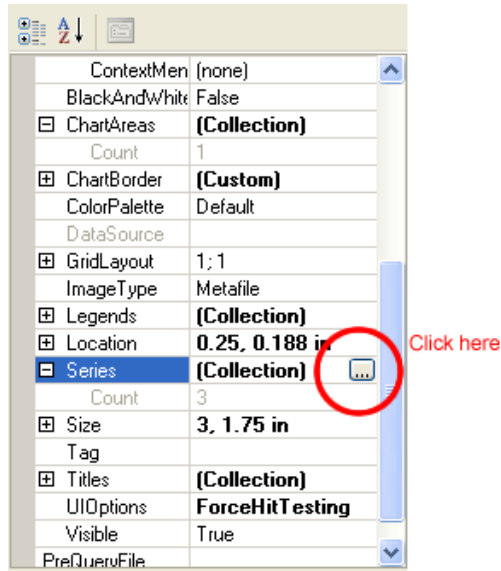 A Z
ContextMen (none)
BlackAndWhite False
ChartAreas (Collection)
Count 1
ChartBorder (Custom)
ColorPalette Default
DataSource
GridLayout 1; 1
ImageType Metafile
Legends (Collection)
Location 0.25, 0.188 in
Click here
Series (Collection) ...
Count 3
Size 3, 1.75 in
Tag
Titles (Collection)
UIOptions ForceHitTesting
Visible True
PreQueryFile